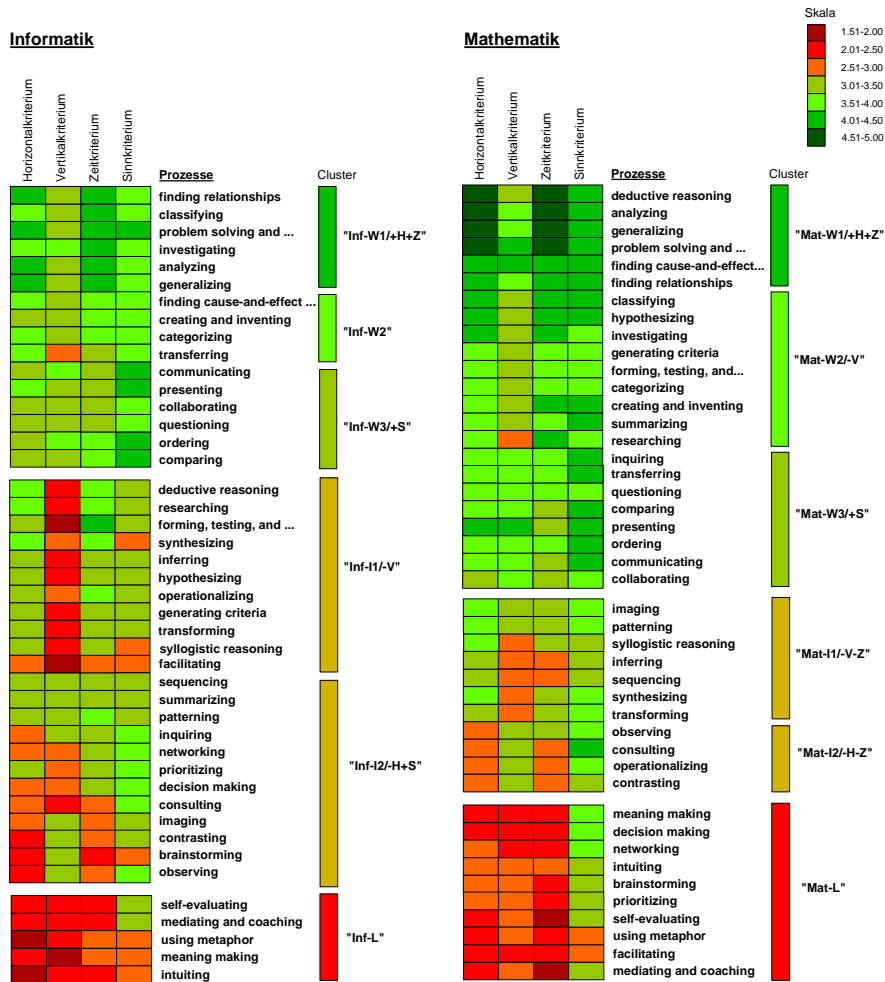 Skala
1.51-2.00
2.01-2.50
2.51-3.00
3.01-3.50
3.51-4.00
4.01-4.50
4.51-5.00
Informatik
Horizontalkriterium
Vertikalkriterium
Zeitkriterium
Sinnkriterium
Prozesse
Cluster
finding relationships
classifying
problem solving and ...
investigating
analyzing
generalizing
"Inf-W1/+H+Z"
finding cause-and-effect ...
creating and inventing
categorizing
transferring
"Inf-W2"
communicating
presenting
collaborating
questioning
ordering
comparing
"Inf-W3/+S"
deductive reasoning
researching
forming, testing, and ...
synthesizing
inferring
hypothesizing
operationalizing
generating criteria
transforming
syllogistic reasoning
facilitating
"Inf-I1/-V"
sequencing
summarizing
patterning
inquiring
networking
prioritizing
decision making
consulting
imaging
contrasting
brainstorming
observing
"Inf-I2/-H+S"
self-evaluating
mediating and coaching
using metaphor
meaning making
intuiting
"Inf-L"
Mathematik
Horizontalkriterium
Vertikalkriterium
Zeitkriterium
Sinnkriterium
Prozesse
Cluster
deductive reasoning
analyzing
generalizing
problem solving and ...
finding cause-and-effect...
finding relationships
"Mat-W1/+H+Z"
classifying
hypothesizing
investigating
generating criteria
forming, testing, and...
categorizing
creating and inventing
summarizing
researching
"Mat-W2/-V"
inquiring
transferring
questioning
comparing
presenting
ordering
communicating
collaborating
"Mat-W3/+S"
imaging
patterning
syllogistic reasoning
inferring
sequencing
synthesizing
transforming
"Mat-I1/-V-Z"
observing
consulting
operationalizing
contrasting
"Mat-I2/-H-Z"
meaning making
decision making
networking
intuiting
brainstorming
prioritizing
self-evaluating
using metaphor
facilitating
mediating and coaching
"Mat-L"